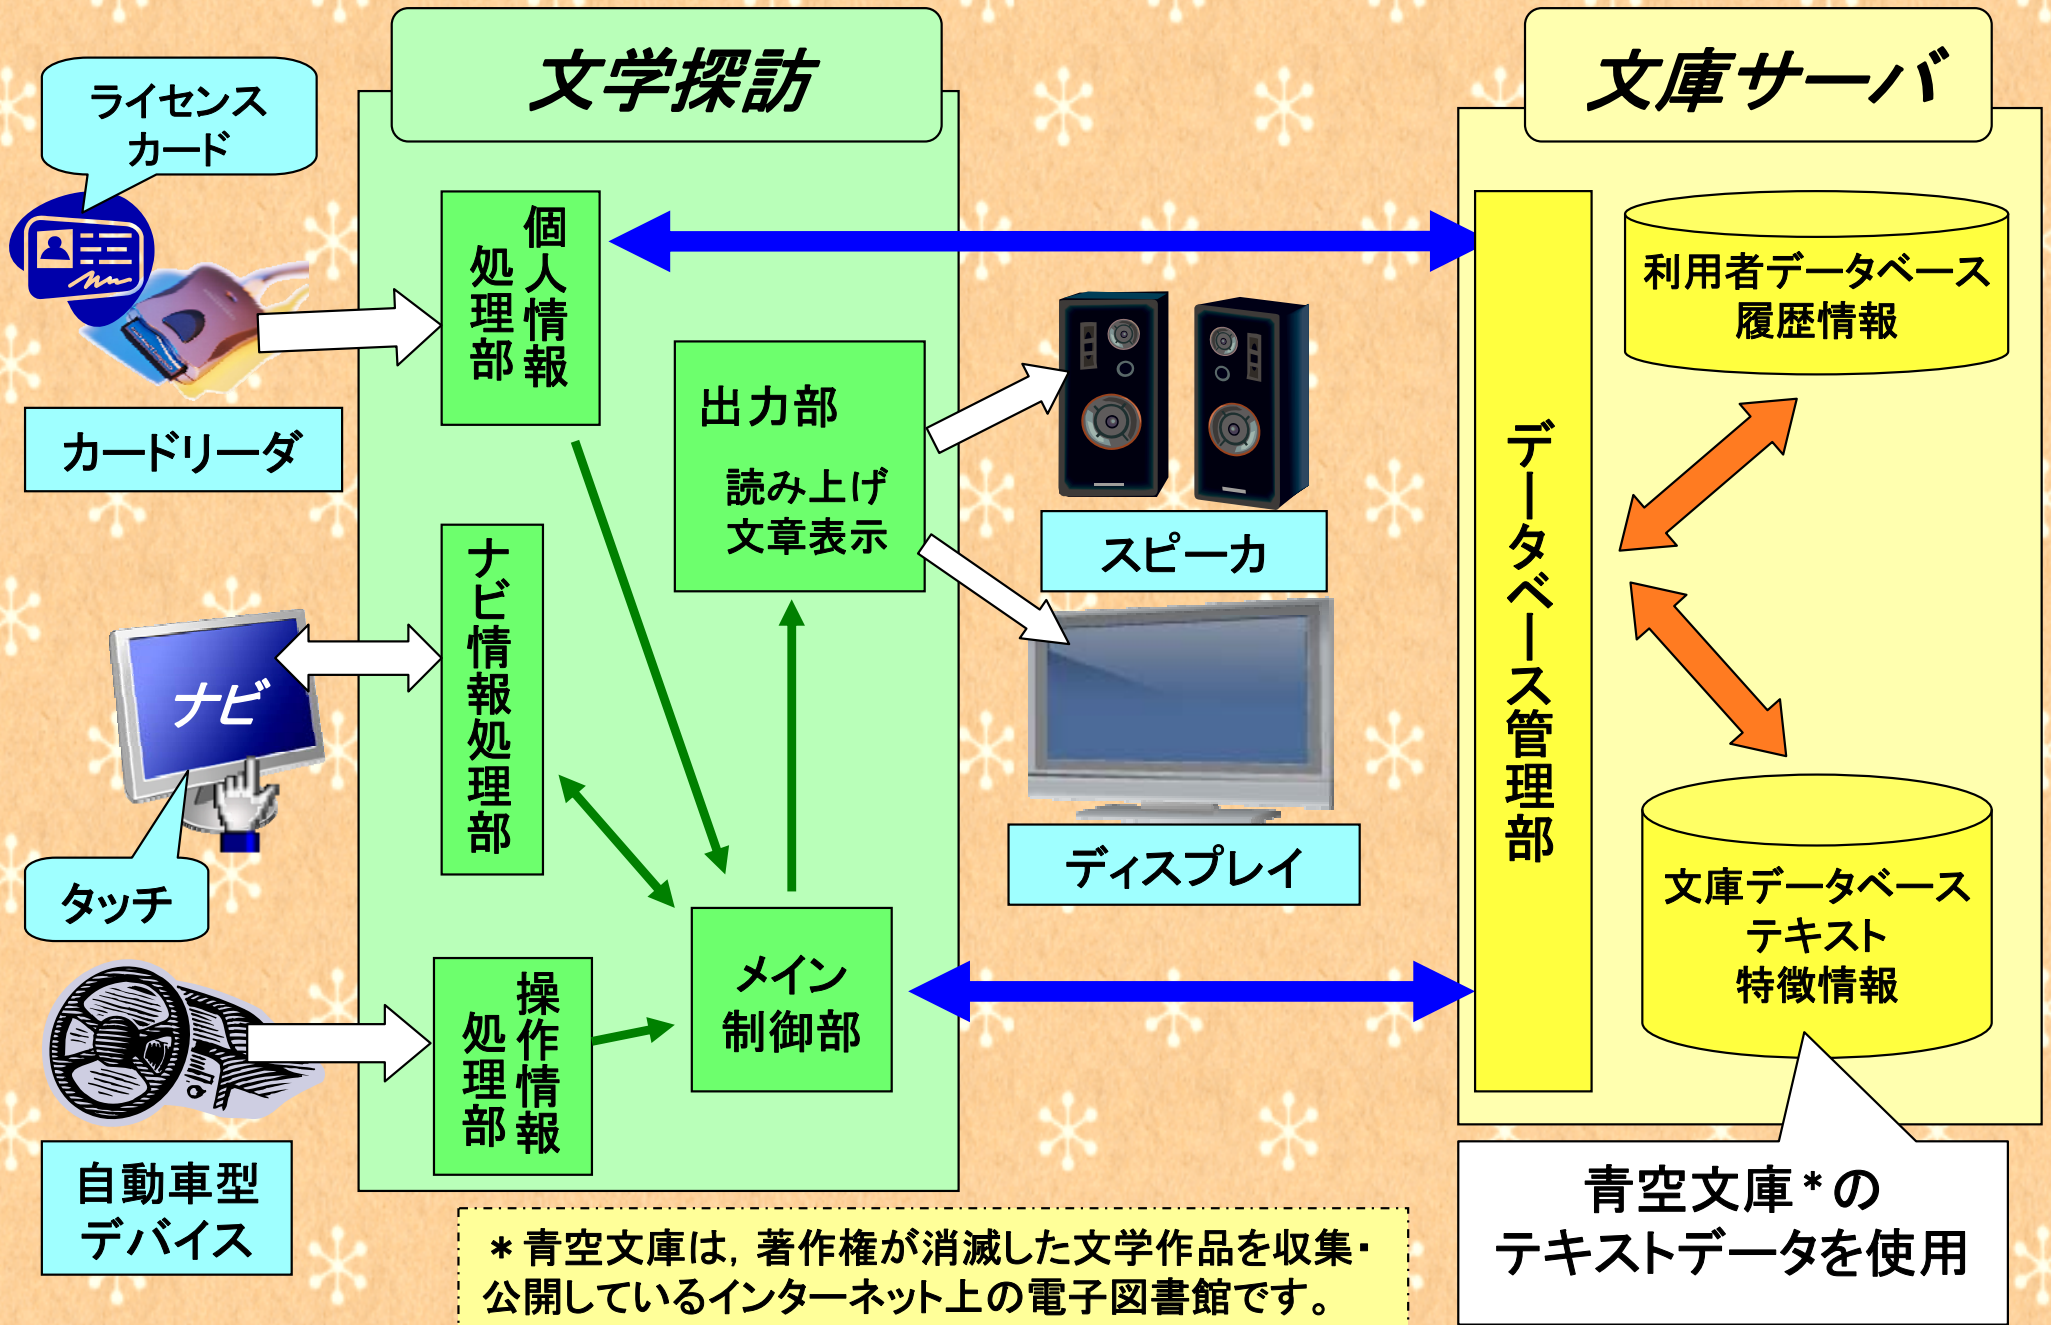 文学探訪
文庫サーバ
ライセンス
カード
カードリーダ
ナビ
タッチ
自動車型
デバイス
個人情報
処理部
ナビ情報処理部
操作情報
処理部
出力部
読み上げ
文章表示
メイン
制御部
スピーカ
ディスプレイ
データベース管理部
利用者データベース
履歴情報
文庫データベース
テキスト
特徴情報
青空文庫*の
テキストデータを使用
*青空文庫は,著作権が消滅した文学作品を収集・
公開しているインターネット上の電子図書館です。